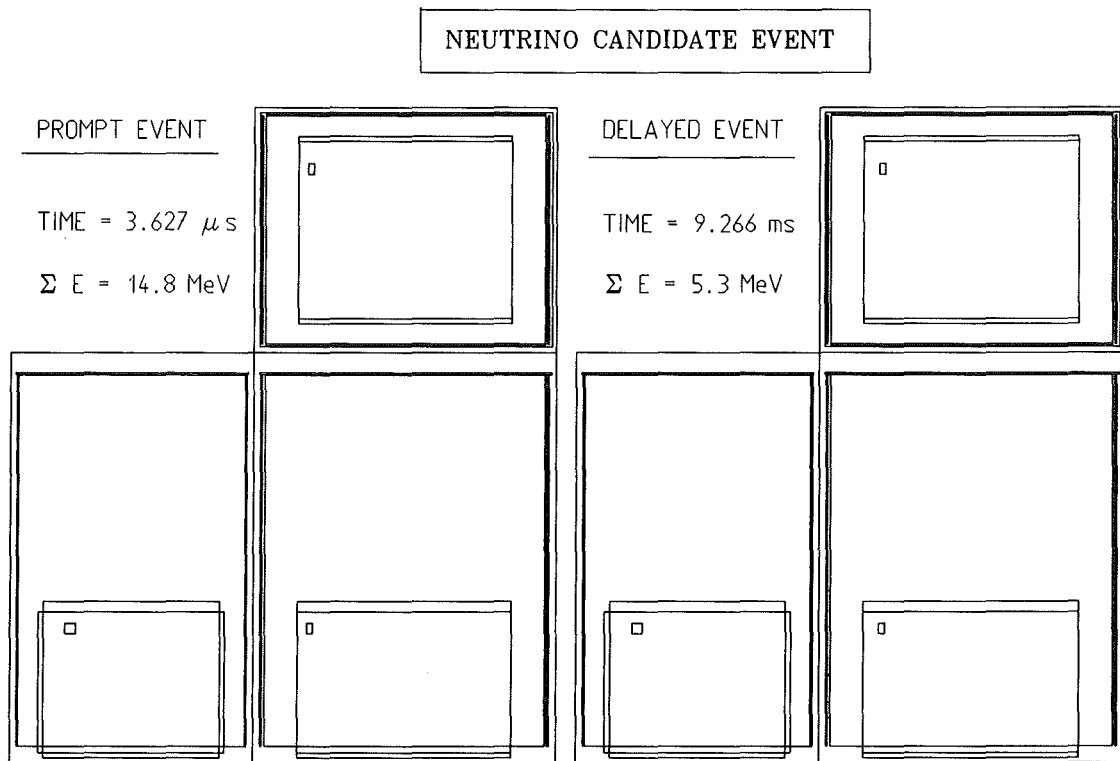 NEUTRINO CANDIDATE EVENT
PROMPT EVENT
TIME = 3.627 μs
Σ E = 14.8 MeV
DELAYED EVENT
TIME = 9.266 ms
Σ E = 5.3 MeV